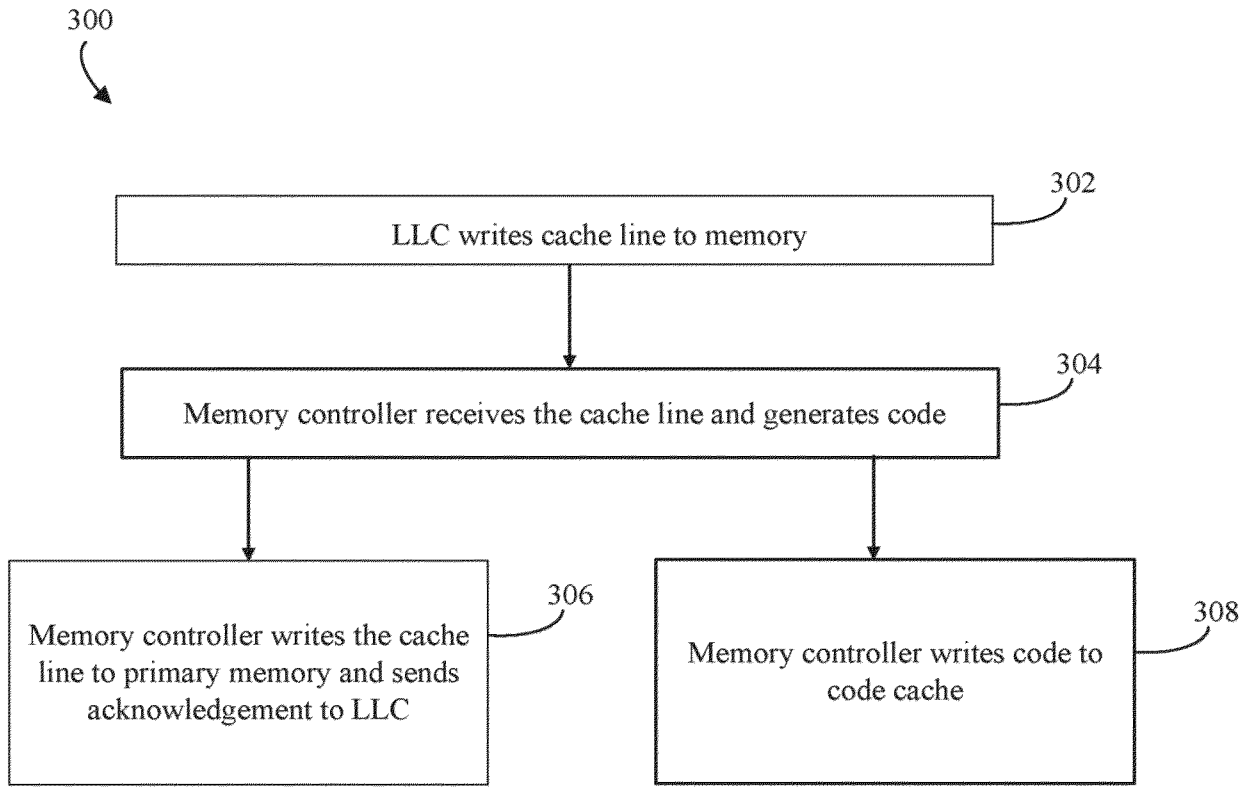 300
302
LLC writes cache line to memory
304
Memory controller receives the cache line and generates code
306
Memory controller writes the cache
line to primary memory and sends
acknowledgement to LLC
308
Memory controller writes code to
code cache